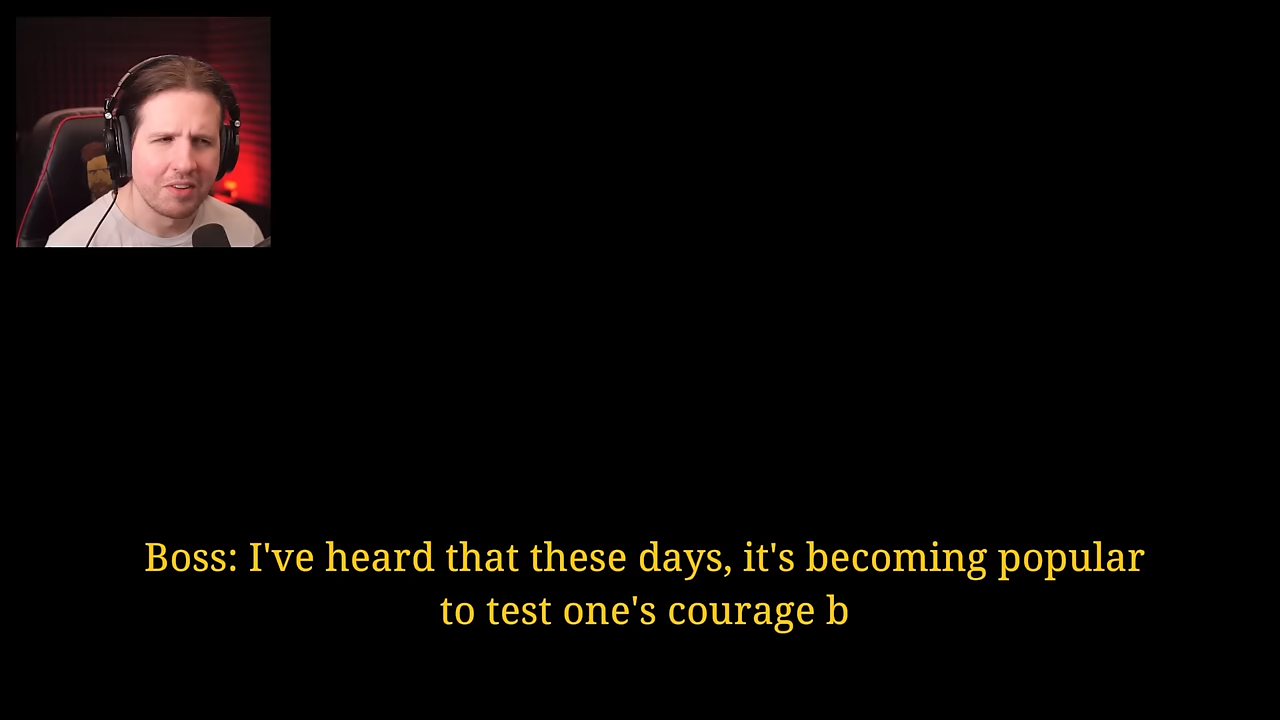 Boss: I've heard that these days, it's becoming popular
to test one's courage b